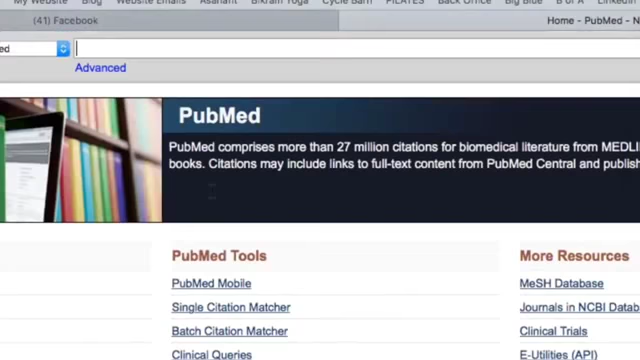 My Website Blog Website Emails Asanant Bikram Yoga Cycle Barn PILATES Back Office Big Blue B of A LinkedIn
(41) Facebook Home - PubMed - N
ed
Advanced
PubMed
PubMed comprises more than 27 million citations for biomedical literature from MEDLI
books. Citations may include links to full-text content from PubMed Central and publish
PubMed Tools More Resources
PubMed Mobile MeSH Database
Single Citation Matcher Journals in NCBI Datab
Batch Citation Matcher Clinical Trials
Clinical Queries E-Utilities (API)